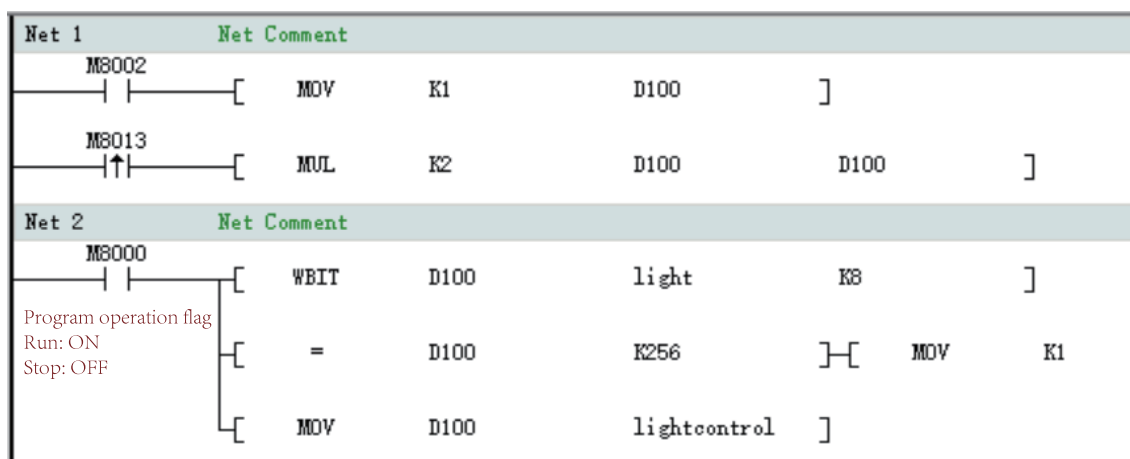 Net 1 Net Comment
M8002
MOV K1 D100
M8013
MUL K2 D100 D100
Net 2 Net Comment
M8000
WBIT D100 light K8
Program operation flag
Run: ON
= D100 K256 MOV K1
Stop: OFF
MOV D100 lightcontrol